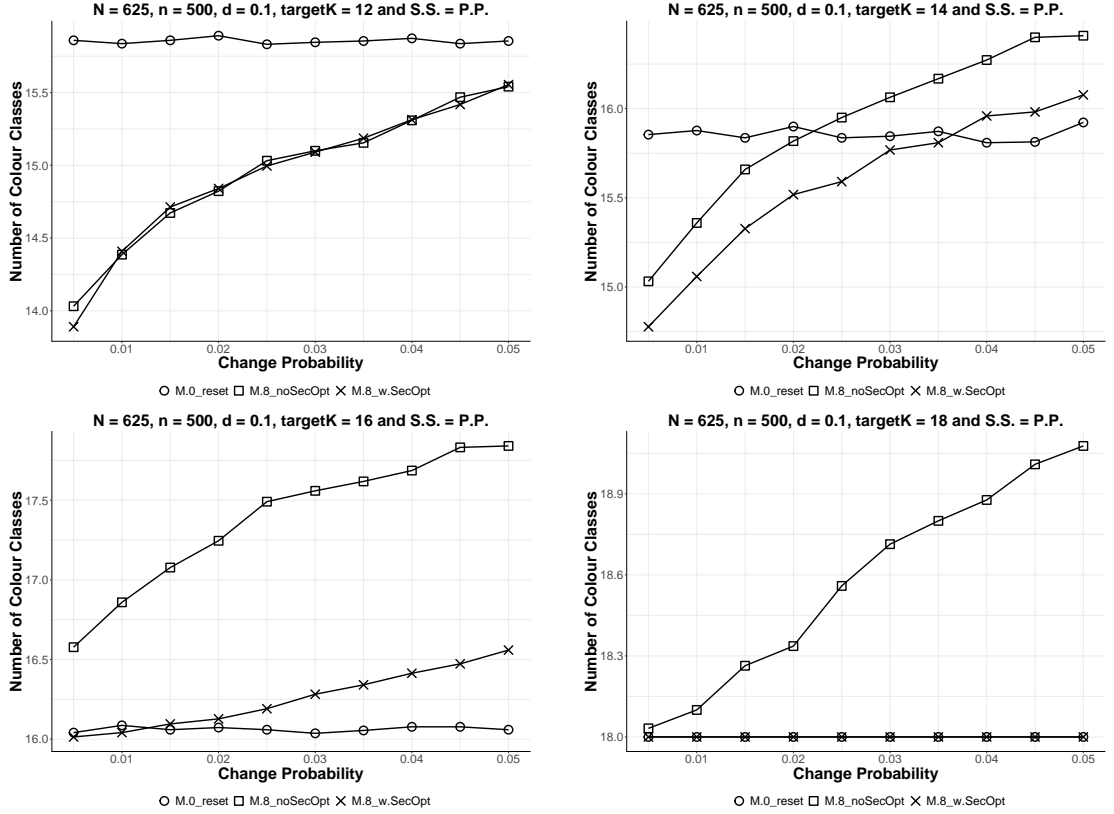 N = 625, n = 500, d = 0.1, targetK = 12 and S.S. = P.P.
Number of Colour Classes
15.5
15.0
14.5
14.0
0.01 0.02 0.03 0.04 0.05
Change Probability
M.0_reset M.8_noSecOpt M.8_w.SecOpt
N = 625, n = 500, d = 0.1, targetK = 14 and S.S. = P.P.
Number of Colour Classes
16.0
15.5
15.0
0.01 0.02 0.03 0.04 0.05
Change Probability
M.0_reset M.8_noSecOpt M.8_w.SecOpt
N = 625, n = 500, d = 0.1, targetK = 16 and S.S. = P.P.
Number of Colour Classes
17.5
17.0
16.5
16.0
0.01 0.02 0.03 0.04 0.05
Change Probability
M.0_reset M.8_noSecOpt M.8_w.SecOpt
N = 625, n = 500, d = 0.1, targetK = 18 and S.S. = P.P.
Number of Colour Classes
18.9
18.6
18.3
18.0
0.01 0.02 0.03 0.04 0.05
Change Probability
M.0_reset M.8_noSecOpt M.8_w.SecOpt